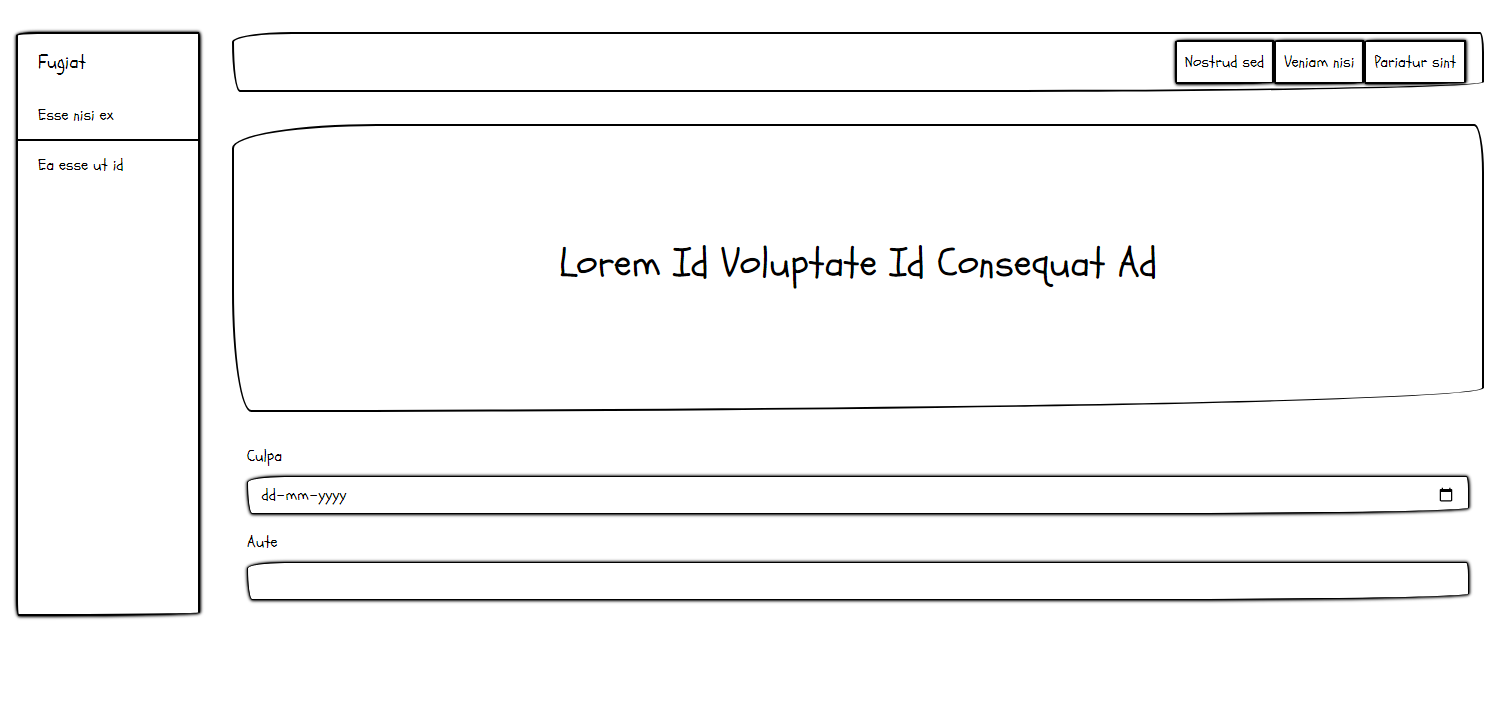 Fugiat
Esse nisi ex
Ea esse ut id
Nostrud sed
Veniam nisi
Pariatur sint
Lorem Id Voluptate Id Consequat Ad
Culpa
dd-mm-yyyy
Aute